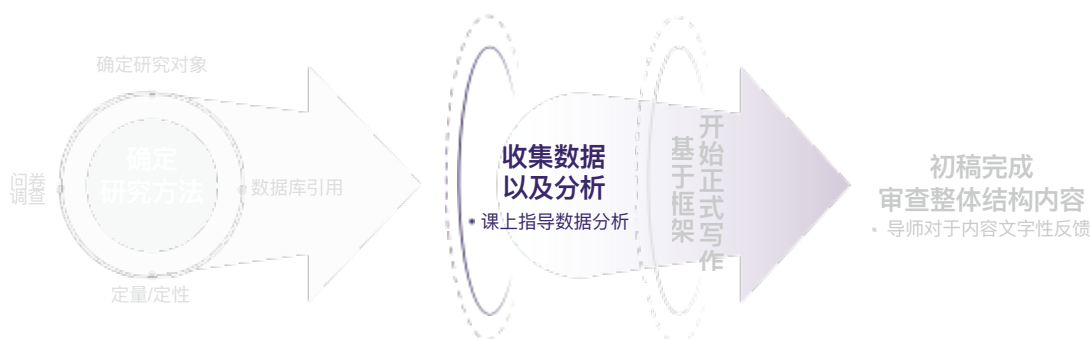 确定研究对象
问卷
调查
确定
研究方法
数据库引用
定量/定性
收集数据
以及分析
• 课上指导数据分析
基于框架
开始正式写作
初稿完成
审查整体结构内容
• 导师对于内容文字性反馈